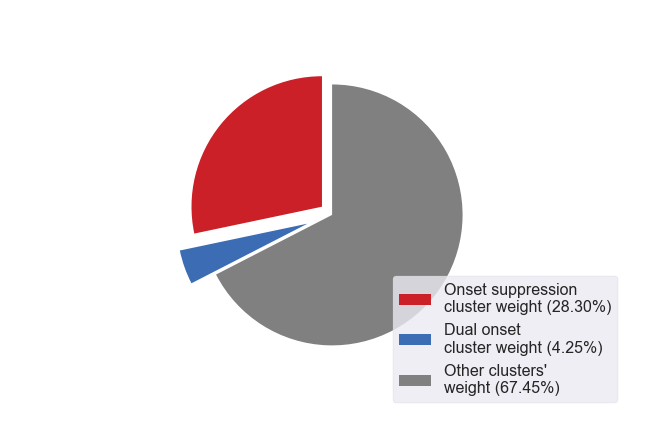 Onset suppression
cluster weight (28.30%)
Dual onset
cluster weight (4.25%)
Other clusters'
weight (67.45%)